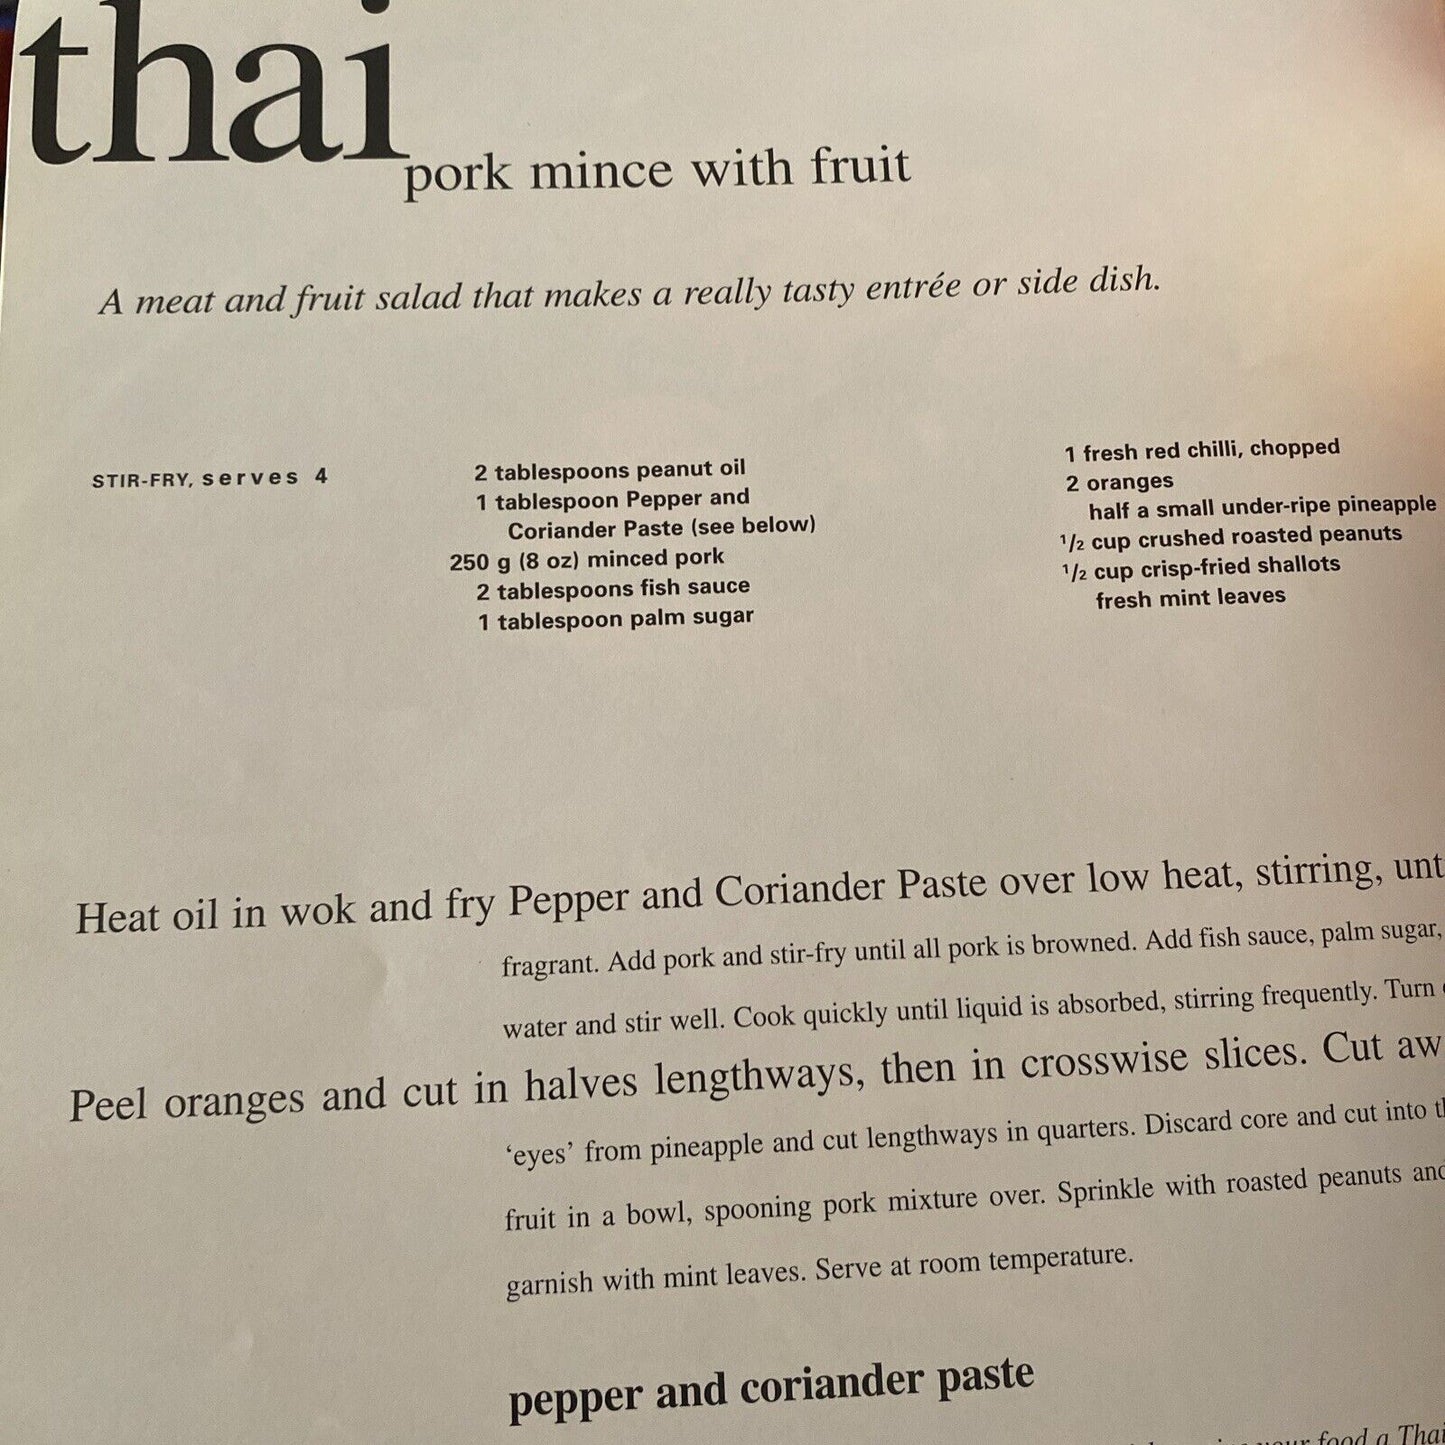 thai
pork mince with fruit
A meat and fruit salad that makes a really tasty entrée or side dish.
STIR-FRY, serves 4
2 tablespoons peanut oil
1 tablespoon Pepper and
Coriander Paste (see below)
250 g (8 oz) minced pork
2 tablespoons fish sauce
1 tablespoon palm sugar
1 fresh red chilli, chopped
2 oranges
half a small under-ripe pineapple
1/2 cup crushed roasted peanuts
1/2 cup crisp-fried shallots
fresh mint leaves
Heat oil in wok and fry Pepper and Coriander Paste over low heat, stirring, unt
fragrant. Add pork and stir-fry until all pork is browned. Add fish sauce, palm sugar,
water and stir well. Cook quickly until liquid is absorbed, stirring frequently. Turn
Peel oranges and cut in halves lengthways, then in crosswise slices. Cut aw
‘eyes’ from pineapple and cut lengthways in quarters. Discard core and cut into
fruit in a bowl, spooning pork mixture over. Sprinkle with roasted peanuts and
garnish with mint leaves. Serve at room temperature.
pepper and coriander paste
your food a Thai